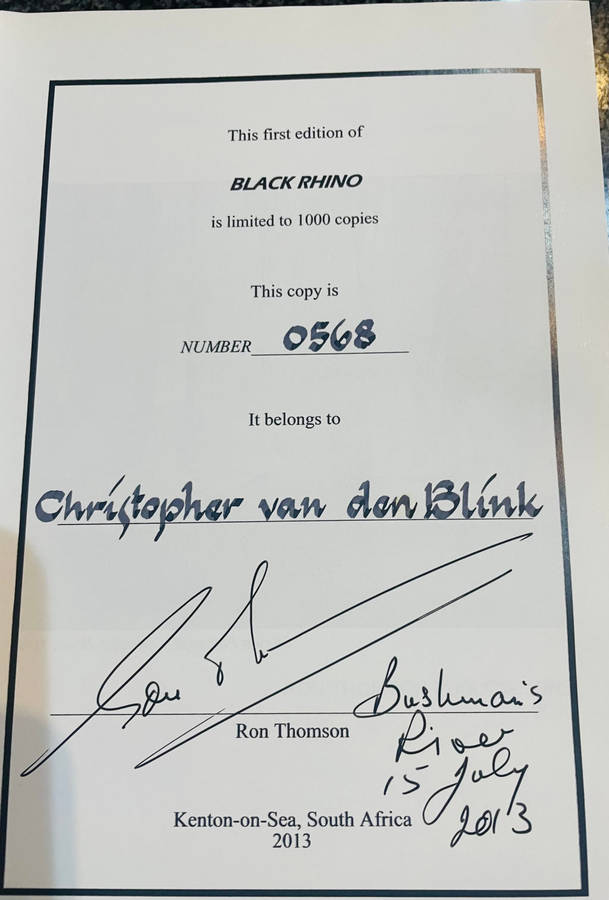 This first edition of
BLACK RHINO
is limited to 1000 copies
This copy is
NUMBER 0568
It belongs to
Christopher van den Blink
Ron Thomson
Bushman's
River
15 July
2013
Kenton-on-Sea, South Africa
2013